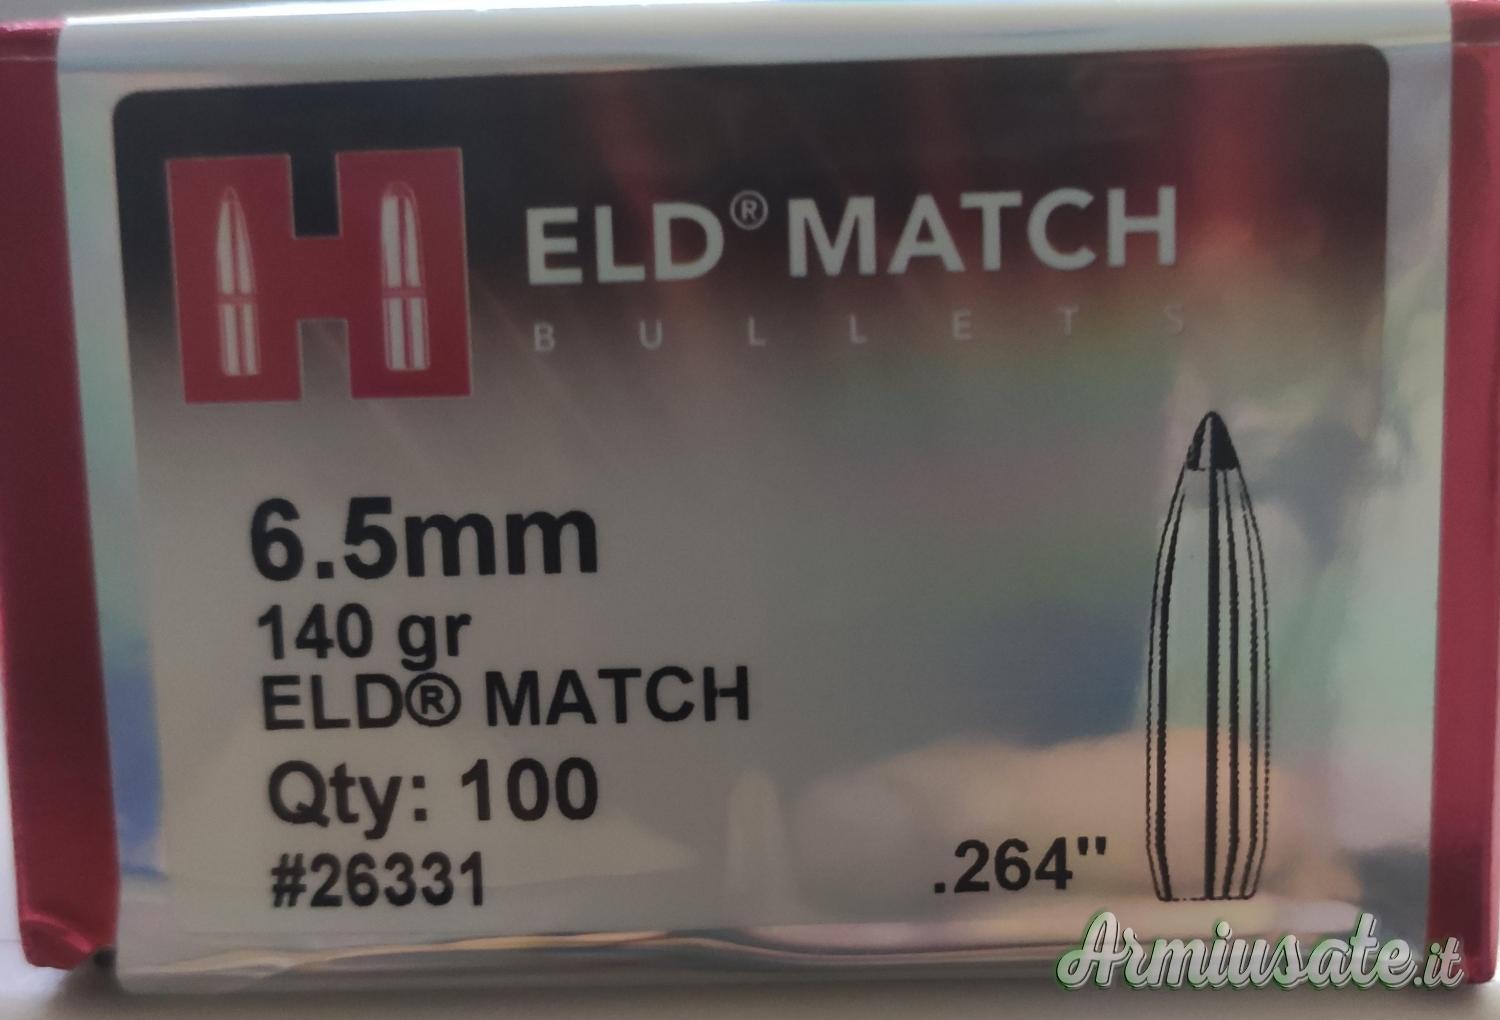 ELD® MATCH
BULLETS
6.5mm
140 gr
ELD® MATCH
Qty: 100
#26331
.264"
Armiusate.it